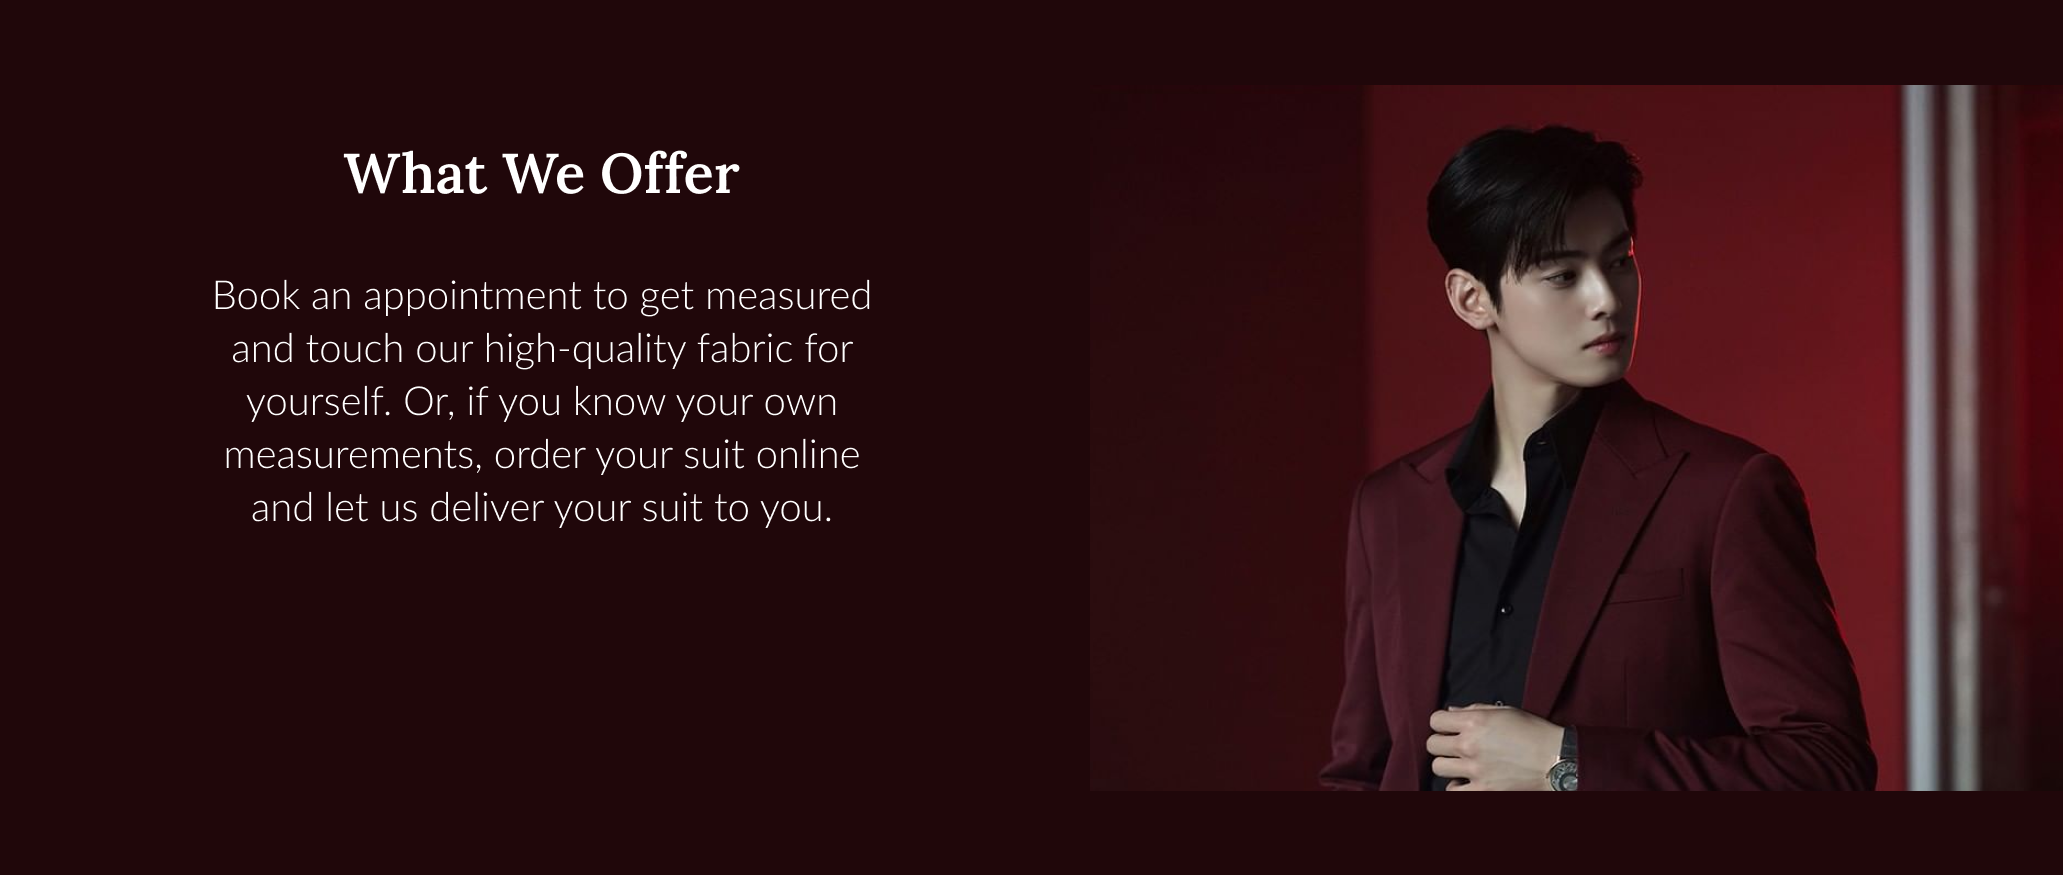 What We Offer
Book an appointment to get measured
and touch our high-quality fabric for
yourself. Or, if you know your own
measurements, order your suit online
and let us deliver your suit to you.